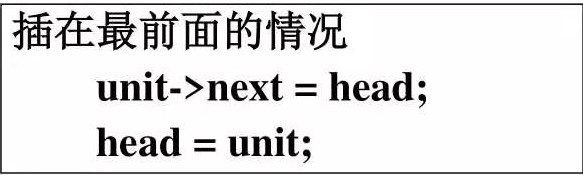 插在最前面的情况
unit->next = head;
head = unit;